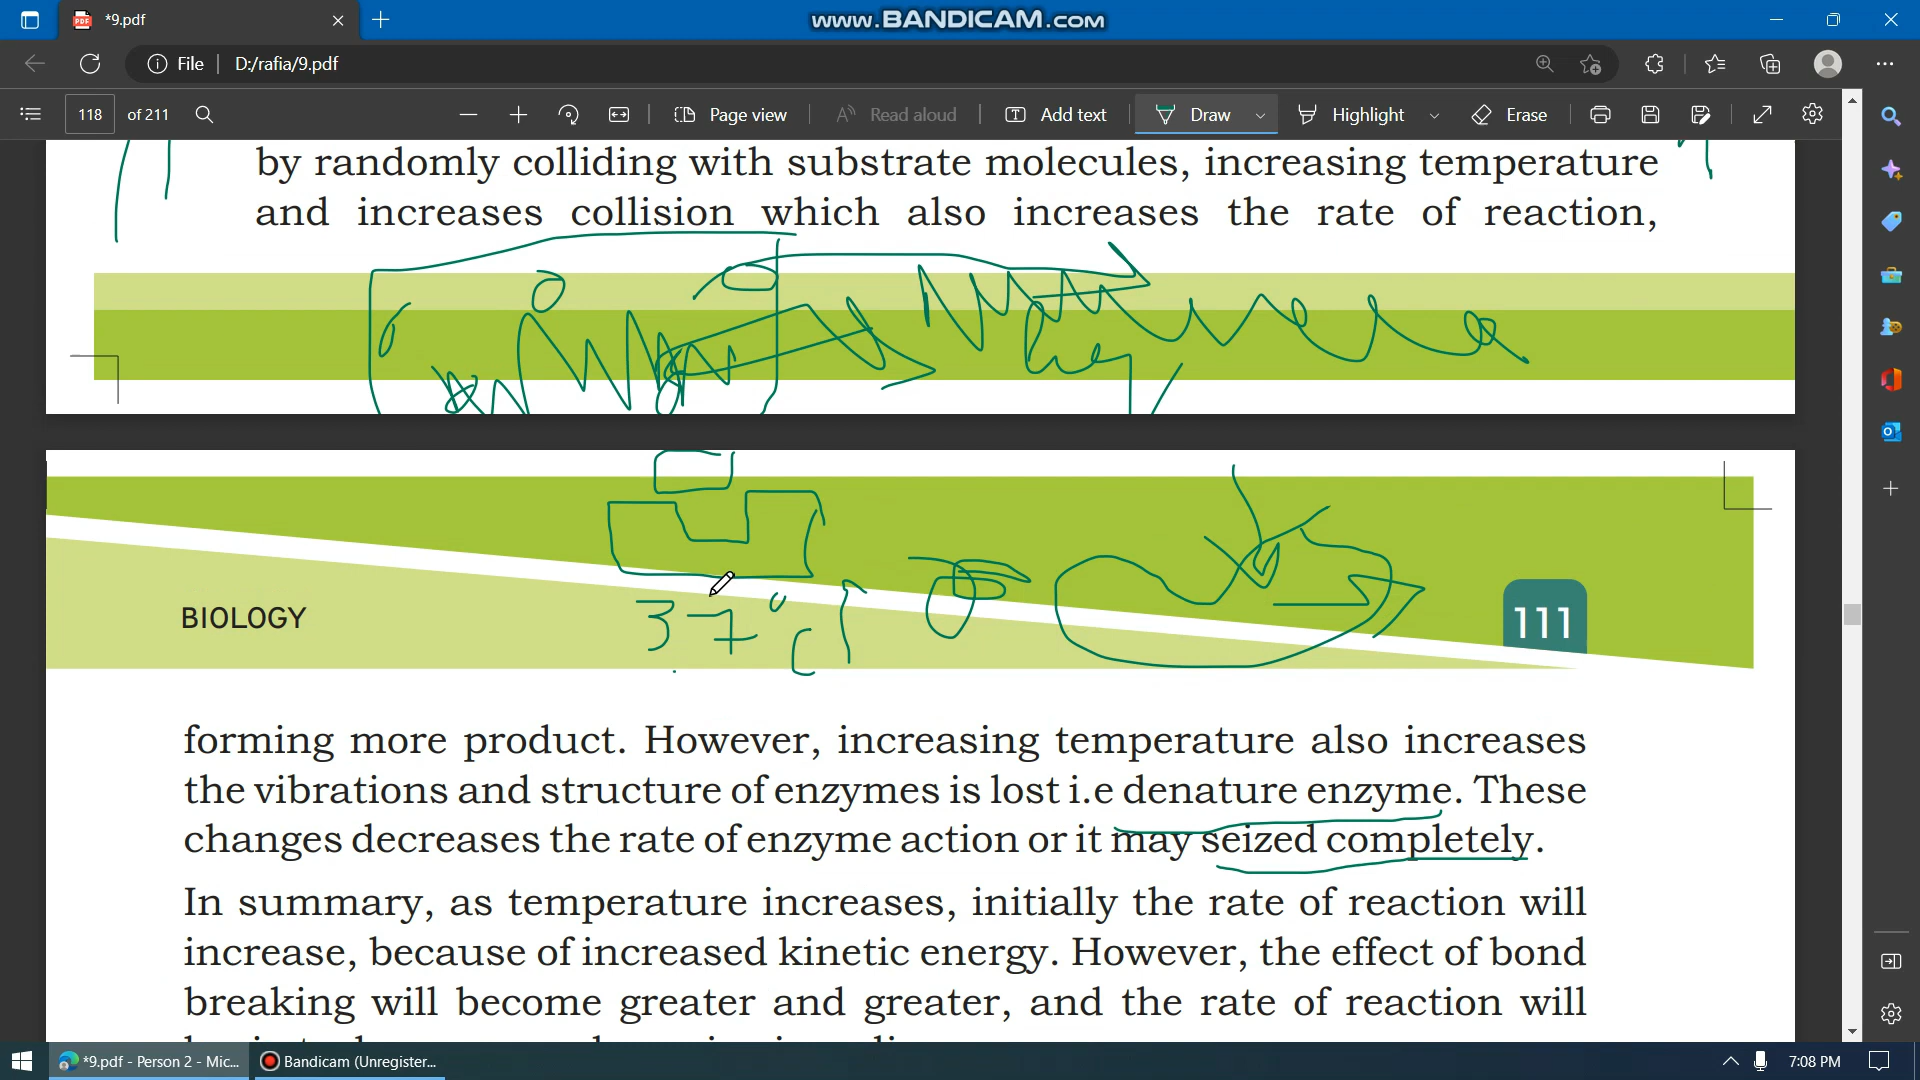 *9.pdf
www.BANDICAM.com
File
D:/rafia/9.pdf
118 of 211
Page view
Read aloud
Add text
Draw
Highlight
Erase
by randomly colliding with substrate molecules, increasing temperature
and increases collision which also increases the rate of reaction,
37°C
BIOLOGY
111
forming more product. However, increasing temperature also increases
the vibrations and structure of enzymes is lost i.e denature enzyme. These
changes decreases the rate of enzyme action or it may seized completely.
In summary, as temperature increases, initially the rate of reaction will
increase, because of increased kinetic energy. However, the effect of bond
breaking will become greater and greater, and the rate of reaction will
*9.pdf - Person 2 - Mic...
Bandicam (Unregister...
7:08 PM